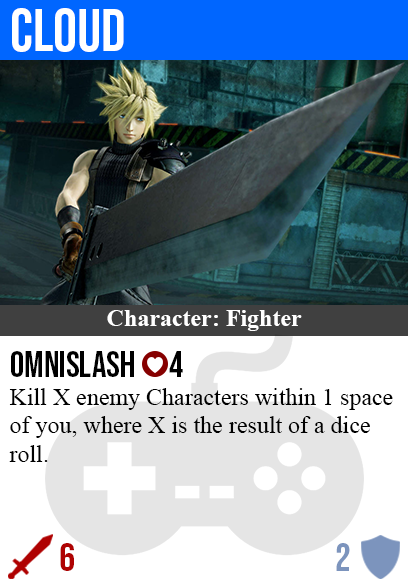 CLOUD
Character: Fighter
OMNISLASH 4
Kill X enemy Characters within 1 space
of you, where X is the result of a dice
roll.
6 2